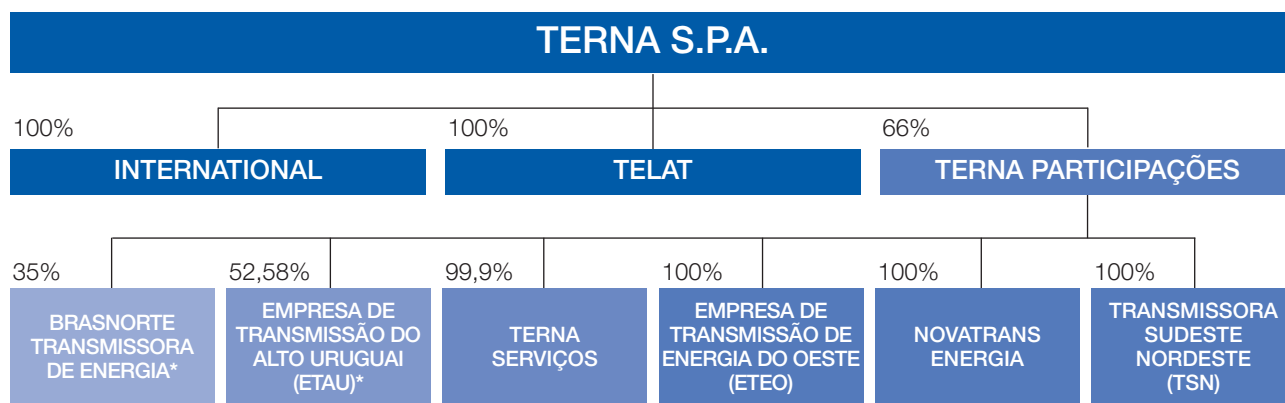 TERNA S.P.A.
100%
100%
66%
INTERNATIONAL
TELAT
TERNA PARTICIPAÇÕES
35%
52,58%
99,9%
100%
100%
100%
BRASNORTE
TRANSMISSORA
DE ENERGIA*
EMPRESA DE
TRANSMISSÃO DO
ALTO URUGUAI
(ETAU)*
TERNA
SERVIÇOS
EMPRESA DE
TRANSMISSÃO DE
ENERGIA DO OESTE
(ETEO)
NOVATRANS
ENERGIA
TRANSMISSORA
SUDESTE
NORDESTE
(TSN)